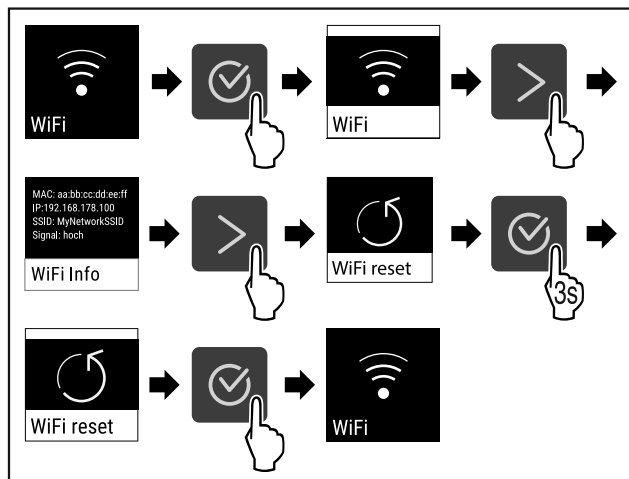 WiFi
WiFi
MAC: aa:bb:cc:dd:ee:ff
IP:192.168.178.100
SSID: MyNetworkSSID
Signal: hoch
WiFi Info
WiFi reset
3s
WiFi reset
WiFi